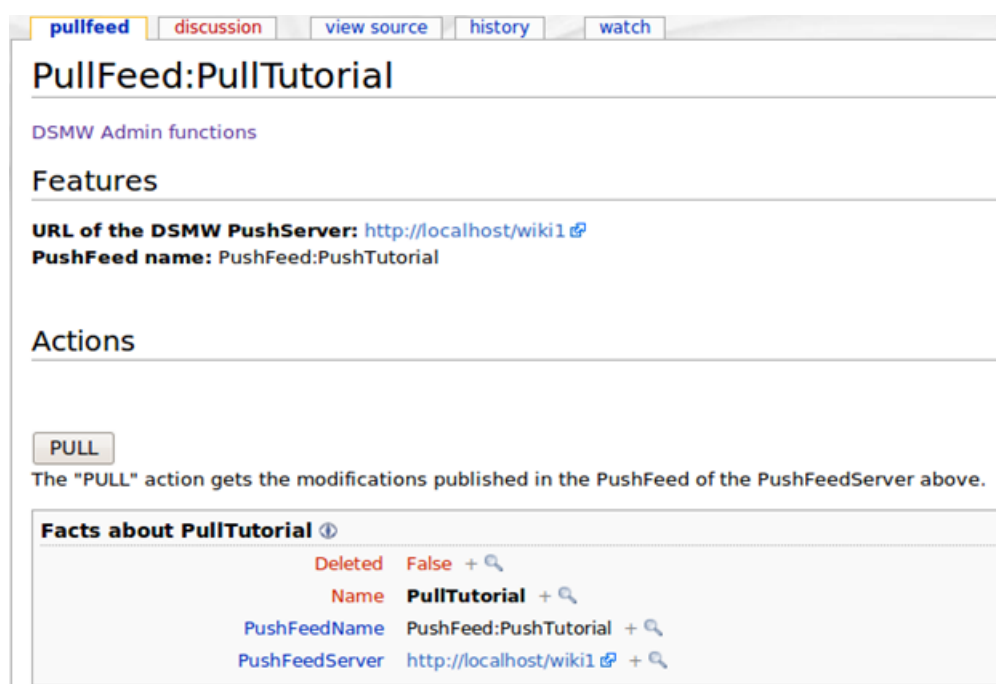 pullfeed discussion view source history watch
PullFeed:PullTutorial
DSMW Admin functions
Features
URL of the DSMW PushServer: http://localhost/wiki1
PushFeed name: PushFeed:PushTutorial
Actions
PULL
The "PULL" action gets the modifications published in the PushFeed of the PushFeedServer above.
Facts about PullTutorial
Deleted False +
Name PullTutorial +
PushFeedName PushFeed:PushTutorial +
PushFeedServer http://localhost/wiki1 +